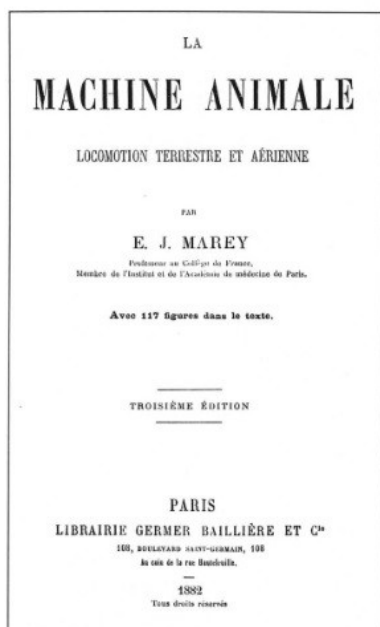 LA
MACHINE ANIMALE
LOCOMOTION TERRESTRE ET AÉRIENNE
PAR
E. J. MAREY
Professeur au Collége de France,
Membre de l'Institut et de l'Académie de médecine de Paris.
Avec 117 figures dans le texte.
TROISIÈME ÉDITION
PARIS
LIBRAIRIE GERMER BAILLIÈRE ET Cie
108, BOULEVARD SAINT-GERMAIN, 108
Au coin de la rue Hautefeuille.
1882
Tous droits réservés